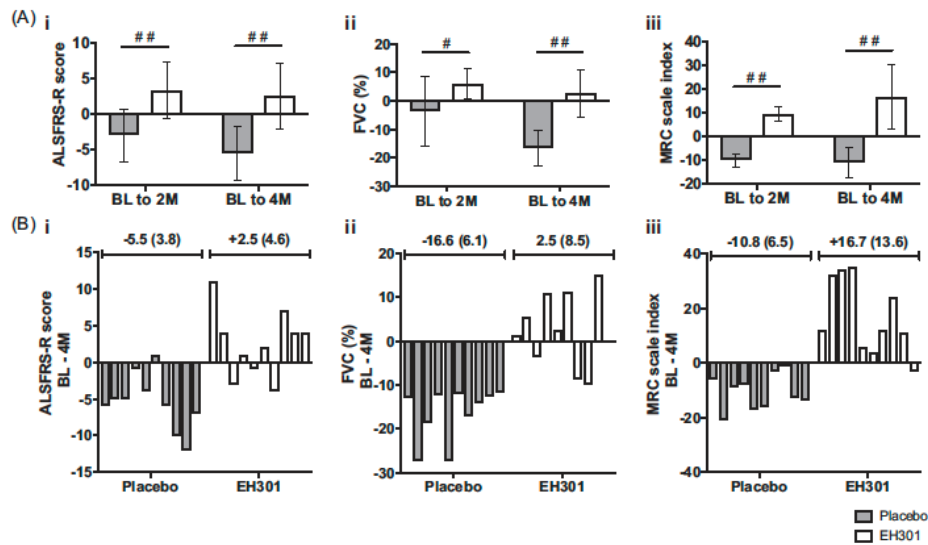 (A) i ii iii
ALSFRS-R score
10
5
0
-5
-10
# #
# #
BL to 2M BL to 4M
FVC (%)
20
10
0
-10
-20
-30
#
# #
BL to 2M BL to 4M
MRC scale index
40
30
20
10
0
-10
-20
# #
# #
BL to 2M BL to 4M
(B) i ii iii
-5.5 (3.8) +2.5 (4.6)
ALSFRS-R score
BL - 4M
15
10
5
0
-5
-10
-15
Placebo EH301
-16.6 (6.1) 2.5 (8.5)
FVC (%)
BL - 4M
20
10
0
-10
-20
-30
Placebo EH301
-10.8 (6.5) +16.7 (13.6)
MRC scale index
BL - 4M
40
20
0
-20
-40
Placebo EH301
Placebo
EH301